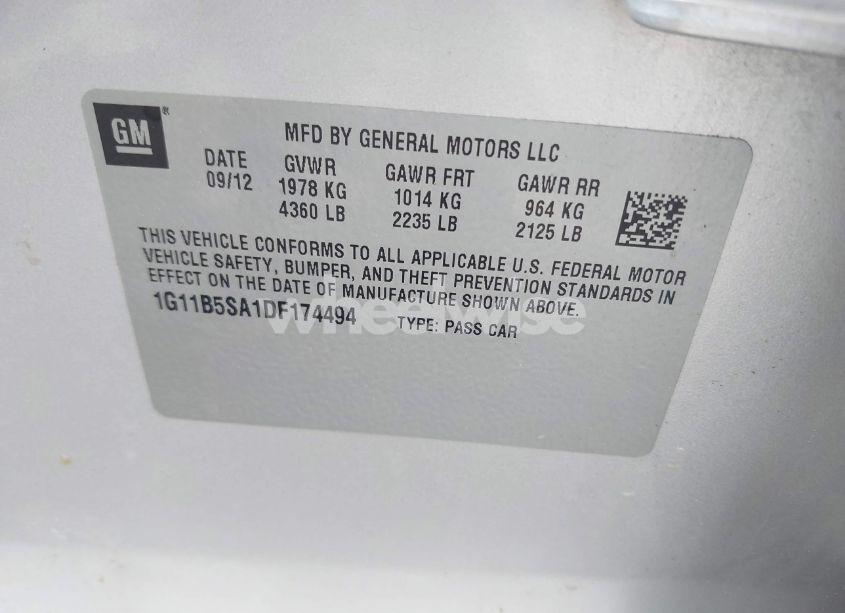 GM®
MFD BY GENERAL MOTORS LLC
DATE GVWR GAWR FRT GAWR RR
09/12 1978 KG 1014 KG 964 KG
4360 LB 2235 LB 2125 LB
THIS VEHICLE CONFORMS TO ALL APPLICABLE U.S. FEDERAL MOTOR
VEHICLE SAFETY, BUMPER, AND THEFT PREVENTION STANDARDS IN
EFFECT ON THE DATE OF MANUFACTURE SHOWN ABOVE.
1G11B5SA1DF174494 TYPE: PASS CAR
wheelwise